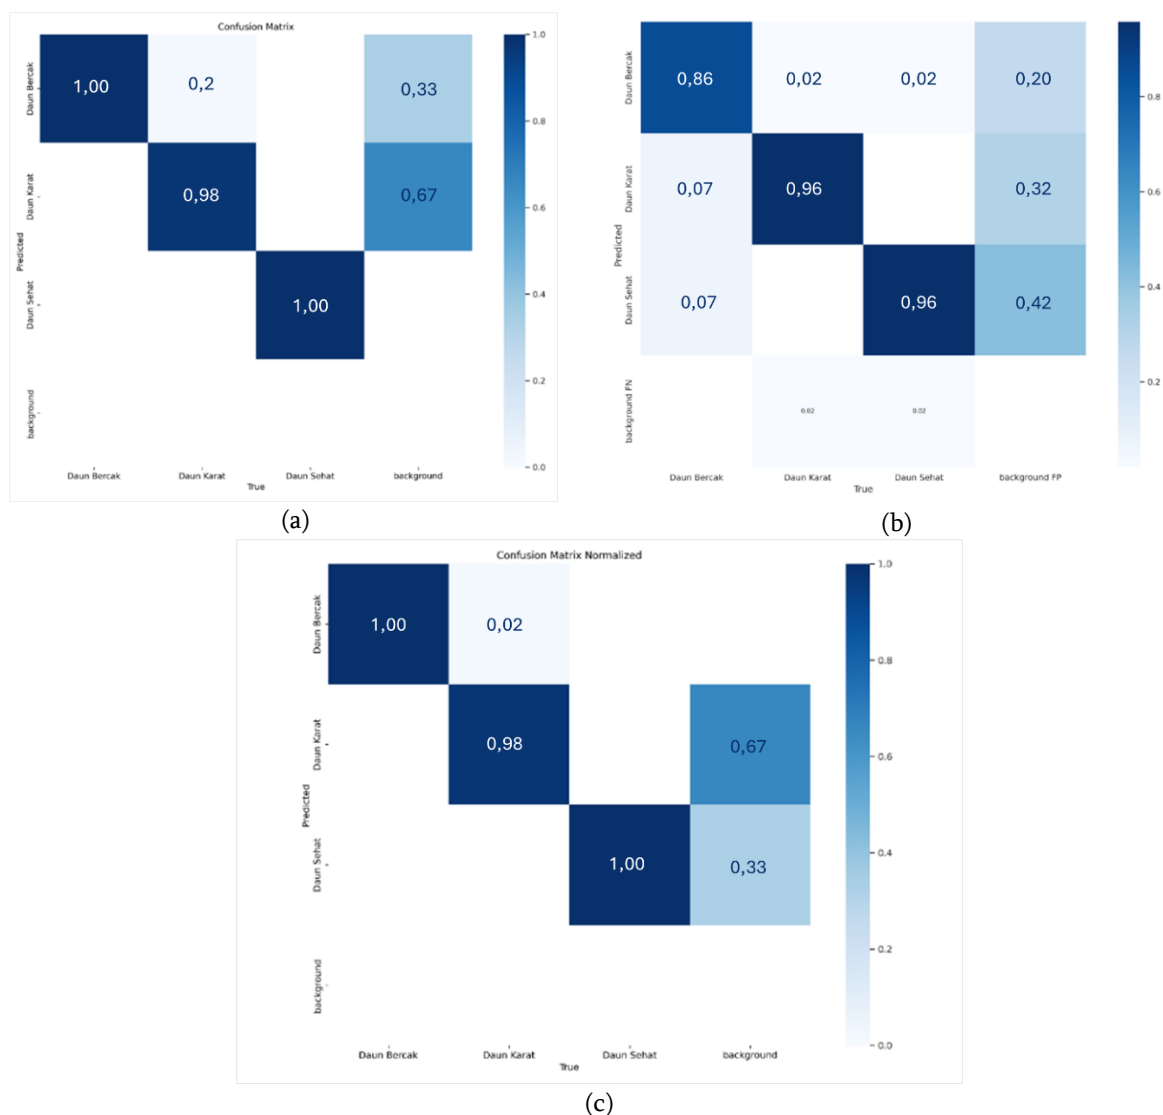 Confusion Matrix
Daun Bercak
1,00
0,2
0,33
Daun Karat
0,98
0,67
Predicted
Daun Sehat
1,00
background
Daun Bercak
Daun Karat
Daun Sehat
background
True
1.0
0.8
0.6
0.4
0.2
0.0
(a)
Daun Bercak
0,86
0,02
0,02
0,20
Daun Karat
0,07
0,96
0,32
Predicted
Daun Sehat
0,07
0,96
0,42
background FN
0.02
0.02
Daun Bercak
Daun Karat
Daun Sehat
background FP
True
0.8
0.6
0.4
0.2
(b)
Confusion Matrix Normalized
Daun Bercak
1,00
0,02
Daun Karat
0,98
0,67
Predicted
Daun Sehat
1,00
0,33
background
Daun Bercak
Daun Karat
Daun Sehat
background
True
1.0
0.8
0.6
0.4
0.2
0.0
(c)